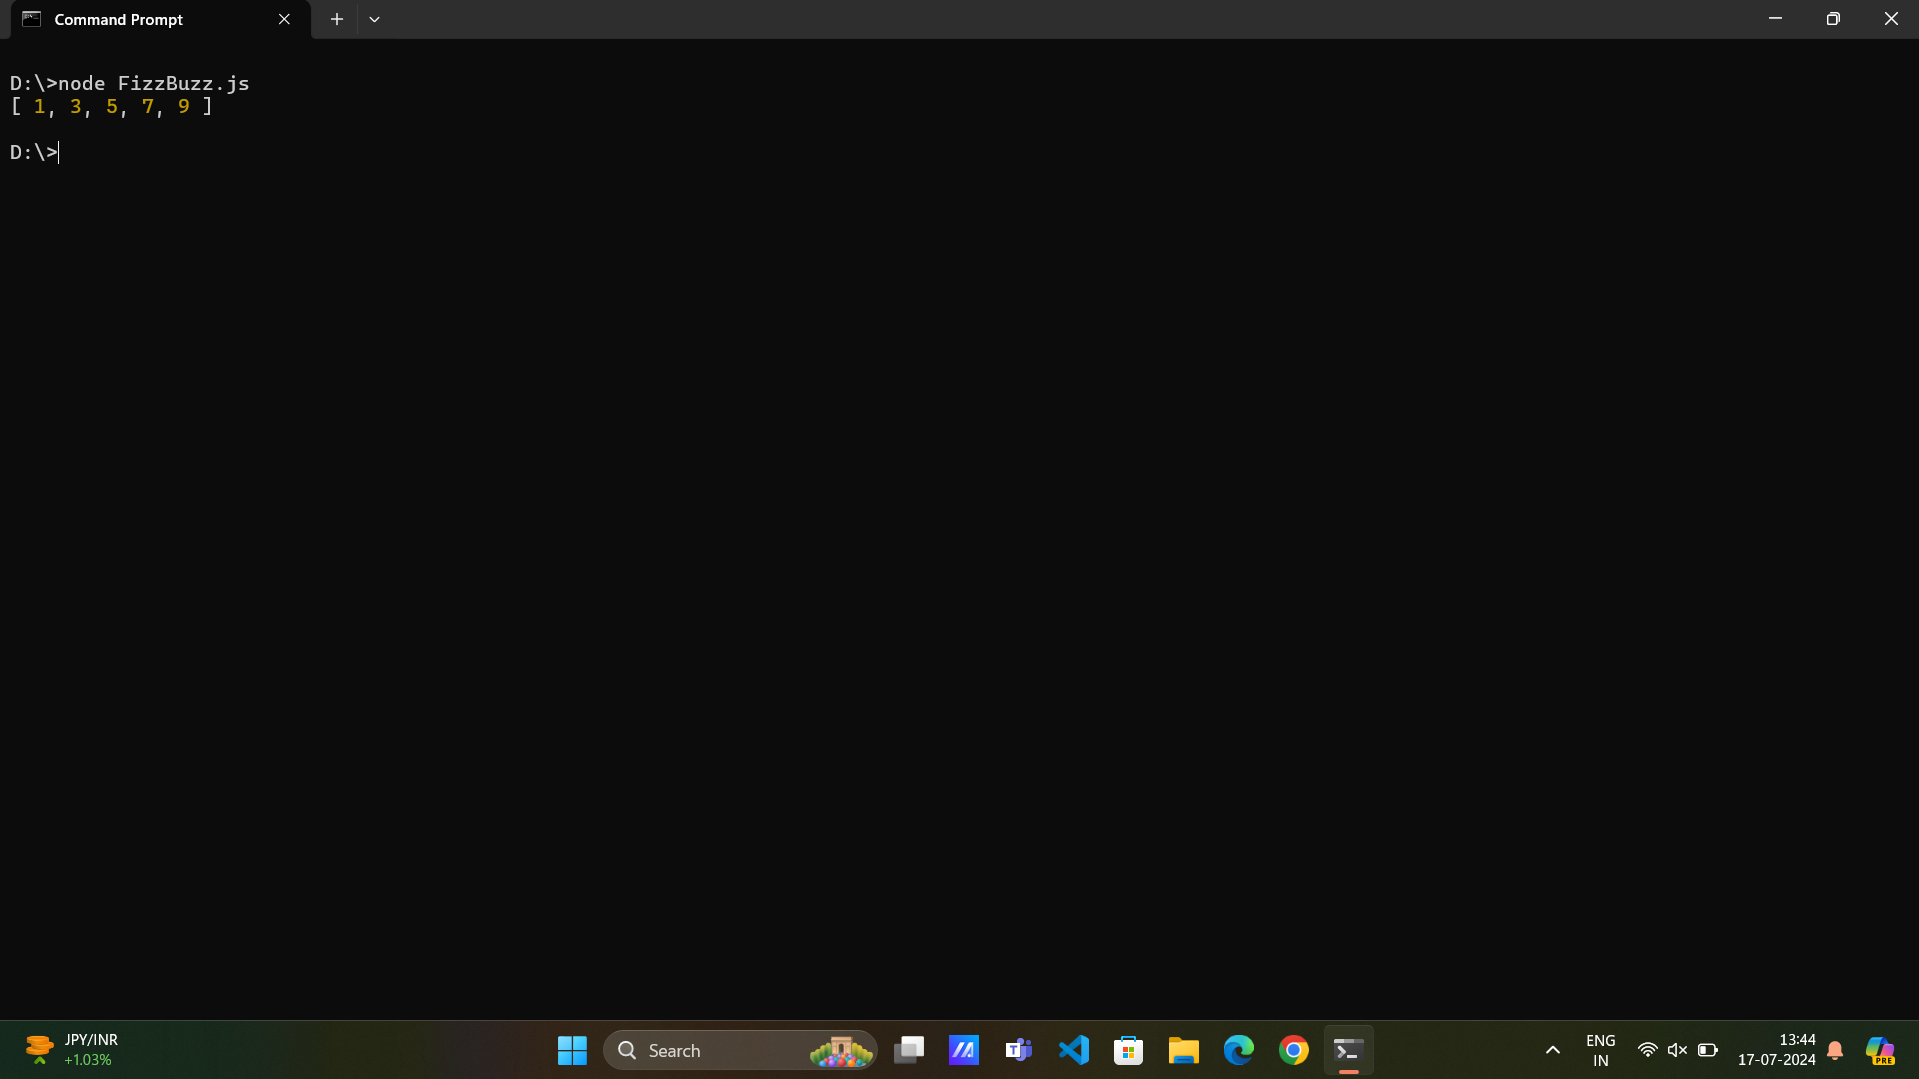 Command Prompt
D:\>node FizzBuzz.js
[ 1, 3, 5, 7, 9 ]
D:\>
JPY/INR
+1.03%
Search
ENG
IN
13:44
17-07-2024
PRE